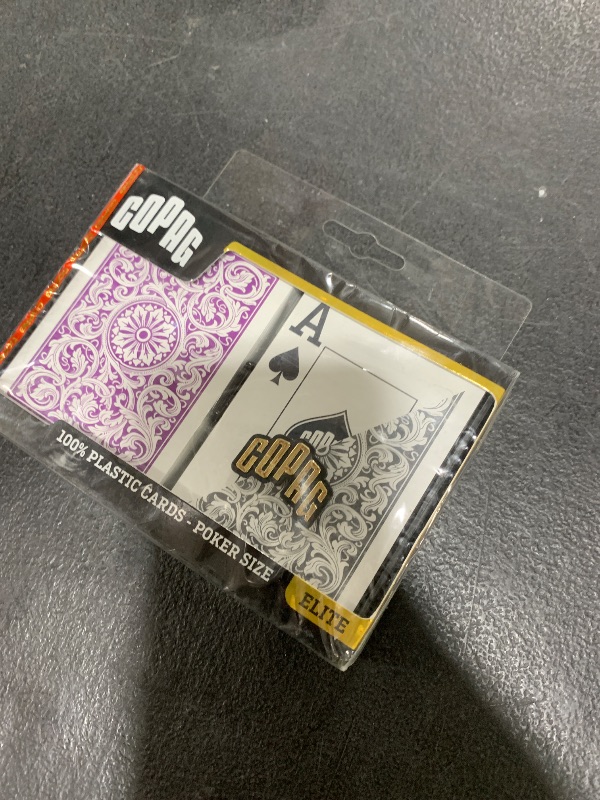 COPAG
A
COPAG
100% PLASTIC CARDS - POKER SIZE
ELITE